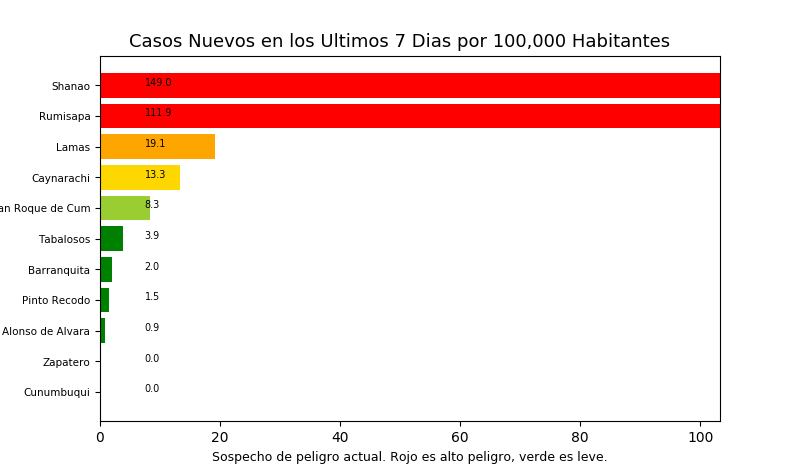 Casos Nuevos en los Ultimos 7 Dias por 100,000 Habitantes
Shanao 149.0
Rumisapa 111.9
Lamas 19.1
Caynarachi 13.3
an Roque de Cum 8.3
Tabalosos 3.9
Barranquita 2.0
Pinto Recodo 1.5
Alonso de Alvara 0.9
Zapatero 0.0
Cunumbuqui 0.0
0 20 40 60 80 100
Sospecho de peligro actual. Rojo es alto peligro, verde es leve.